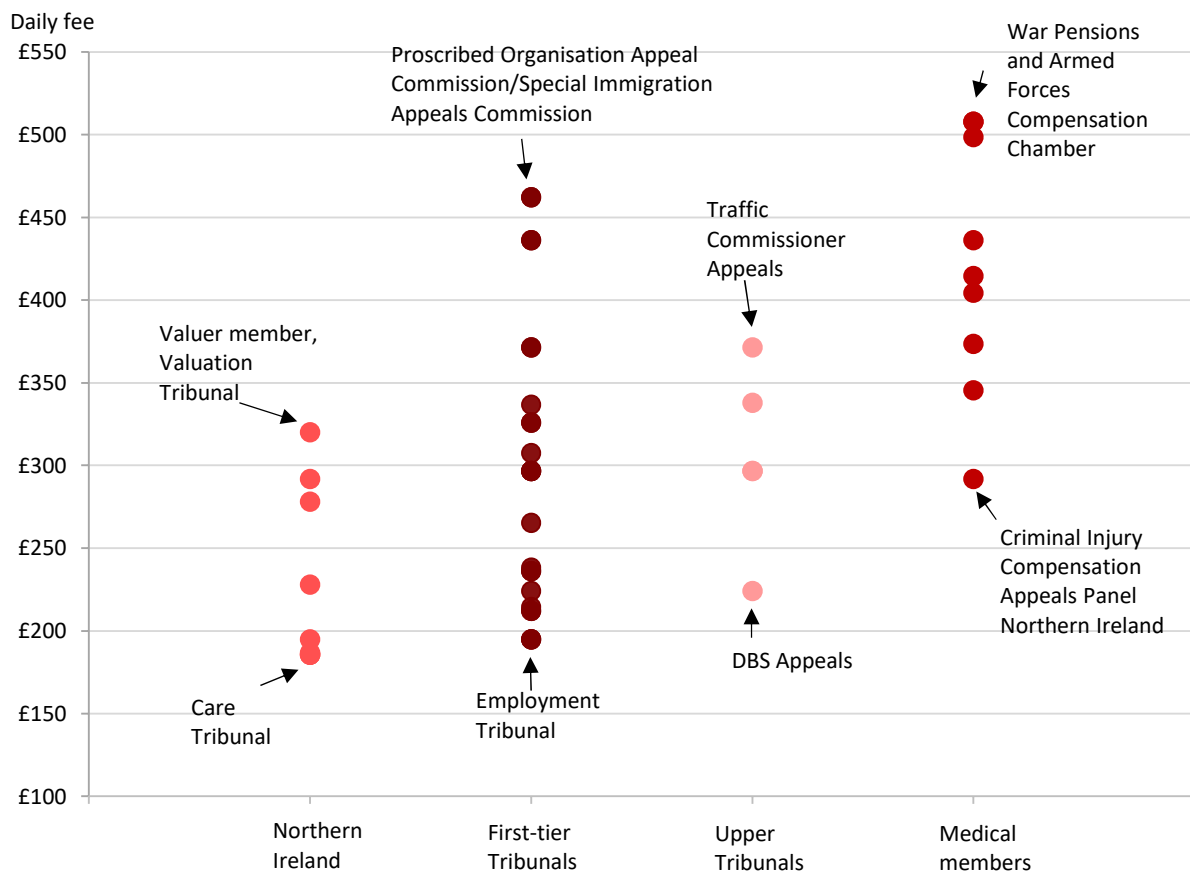 Daily fee
£550
£500
£450
£400
£350
£300
£250
£200
£150
£100
Proscribed Organisation Appeal
Commission/Special Immigration
Appeals Commission
War Pensions
and Armed
Forces
Compensation
Chamber
Traffic
Commissioner
Appeals
Valuer member,
Valuation
Tribunal
Criminal Injury
Compensation
Appeals Panel
Northern Ireland
DBS Appeals
Care
Tribunal
Employment
Tribunal
Northern
Ireland
First-tier
Tribunals
Upper
Tribunals
Medical
members